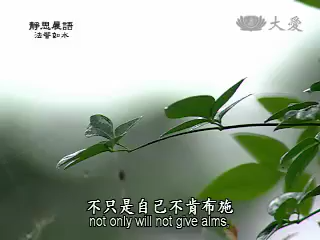 靜思晨語
法譬如水
大愛
不只是自己不肯布施
not only will not give alms